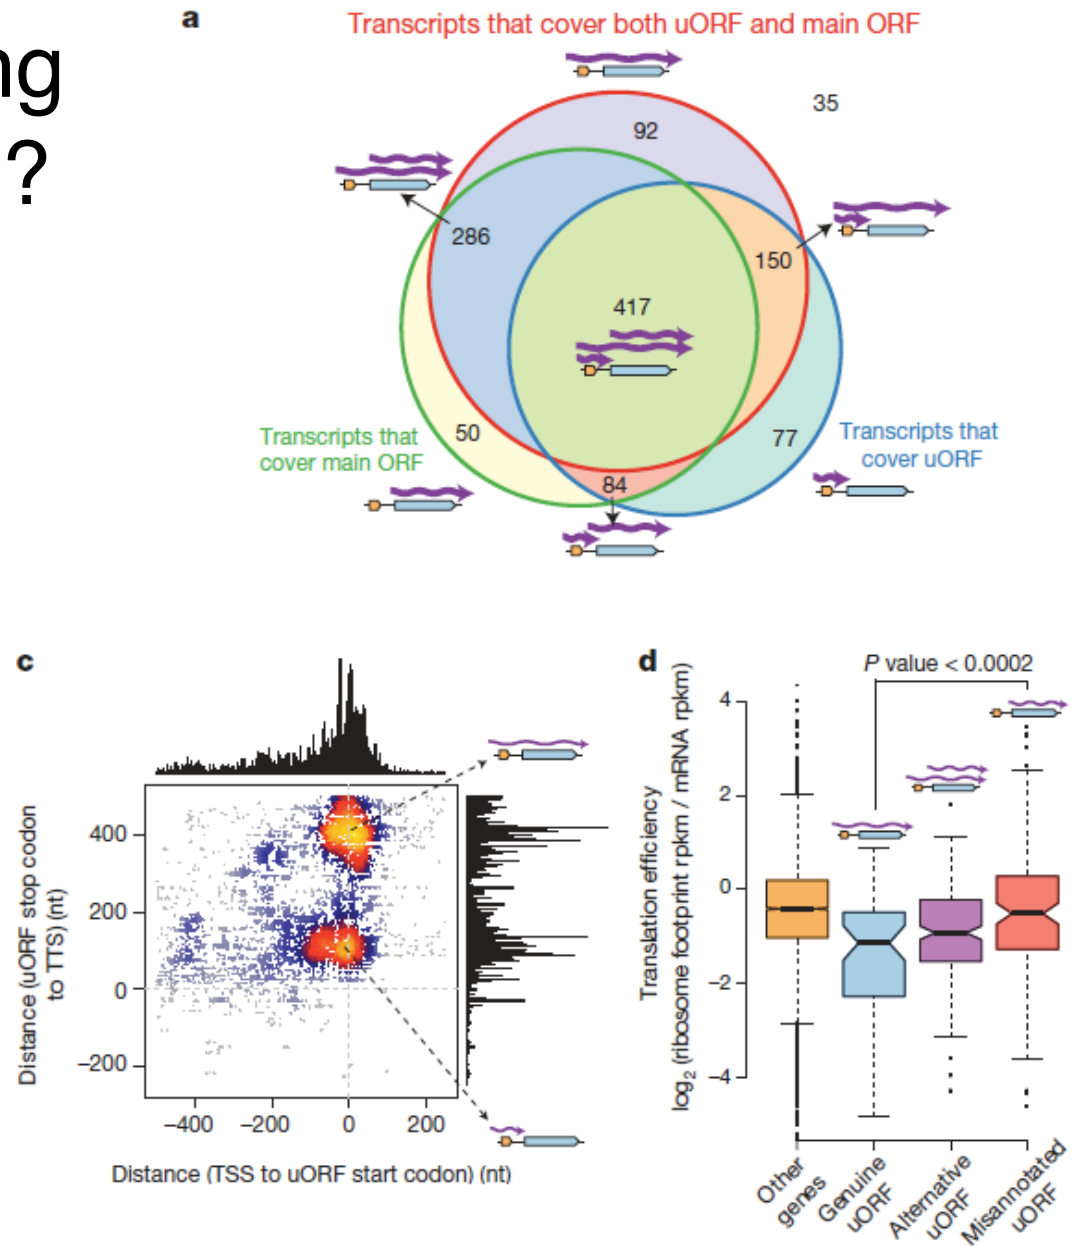 ng
?
a
Transcripts that cover both uORF and main ORF
35
92
286
150
417
50
77
84
Transcripts that
cover main ORF
Transcripts that
cover uORF
c
Distance (uORF stop codon
to TTS) (nt)
400
200
0
−200
−400
−200
0
200
Distance (TSS to uORF start codon) (nt)
d
P value < 0.0002
Translation efficiency
log2 (ribosome footprint rpkm / mRNA rpkm)
4
2
0
−2
−4
Other
genes
Genuine
uORF
Alternative
uORF
Misannotated
uORF